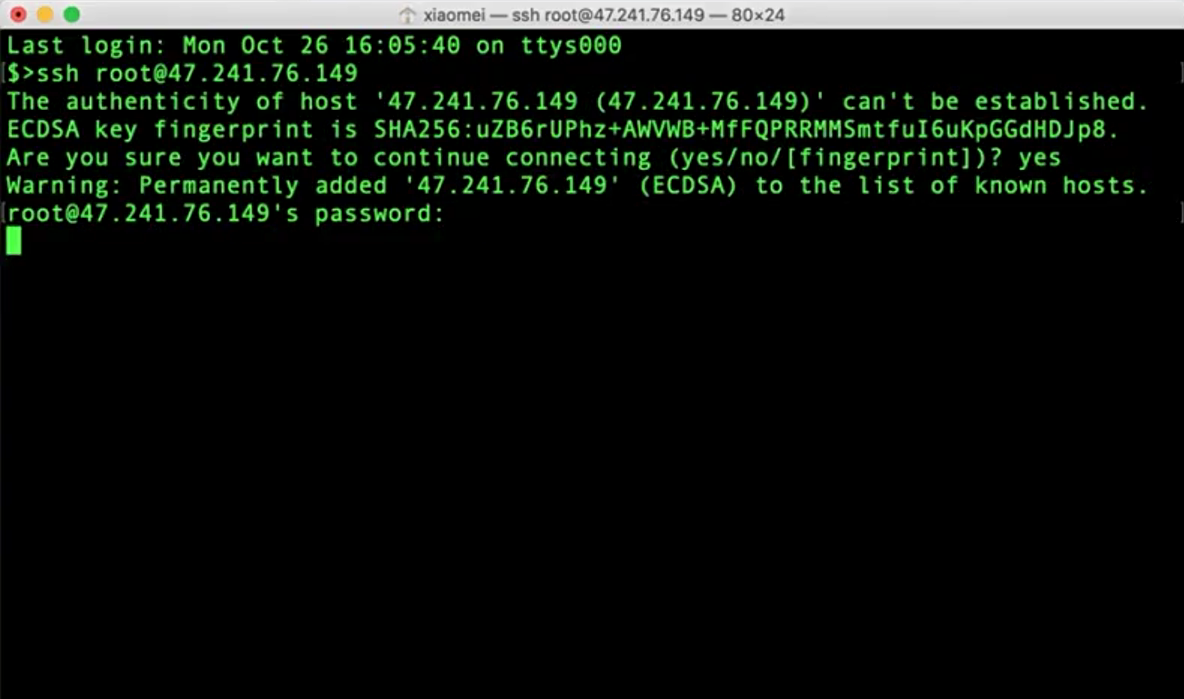 xiaomei — ssh root@47.241.76.149 — 80×24
Last login: Mon Oct 26 16:05:40 on ttys000
[$>ssh root@47.241.76.149 ]
The authenticity of host '47.241.76.149 (47.241.76.149)' can't be established.
ECDSA key fingerprint is SHA256:uZB6rUPhz+AWVWB+MfFQPRRMMSmtfuI6uKpGGdHDJp8.
Are you sure you want to continue connecting (yes/no/[fingerprint])? yes
Warning: Permanently added '47.241.76.149' (ECDSA) to the list of known hosts.
[root@47.241.76.149's password: ]